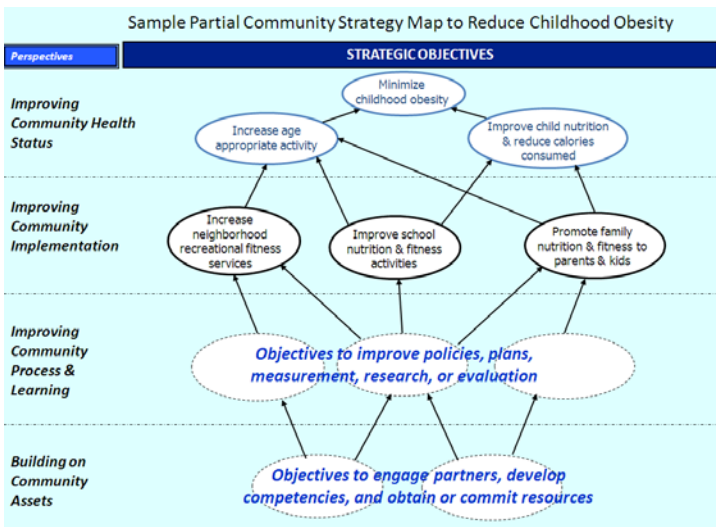 Sample Partial Community Strategy Map to Reduce Childhood Obesity
Perspectives
STRATEGIC OBJECTIVES
Improving
Community Health
Status
Minimize
childhood obesity
Increase age
appropriate activity
Improve child nutrition
& reduce calories
consumed
Improving
Community
Implementation
Increase
neighborhood
recreational fitness
services
Improve school
nutrition & fitness
activities
Promote family
nutrition & fitness to
parents & kids
Improving
Community
Process &
Learning
Objectives to improve policies, plans,
measurement, research, or evaluation
Building on
Community
Assets
Objectives to engage partners, develop
competencies, and obtain or commit resources